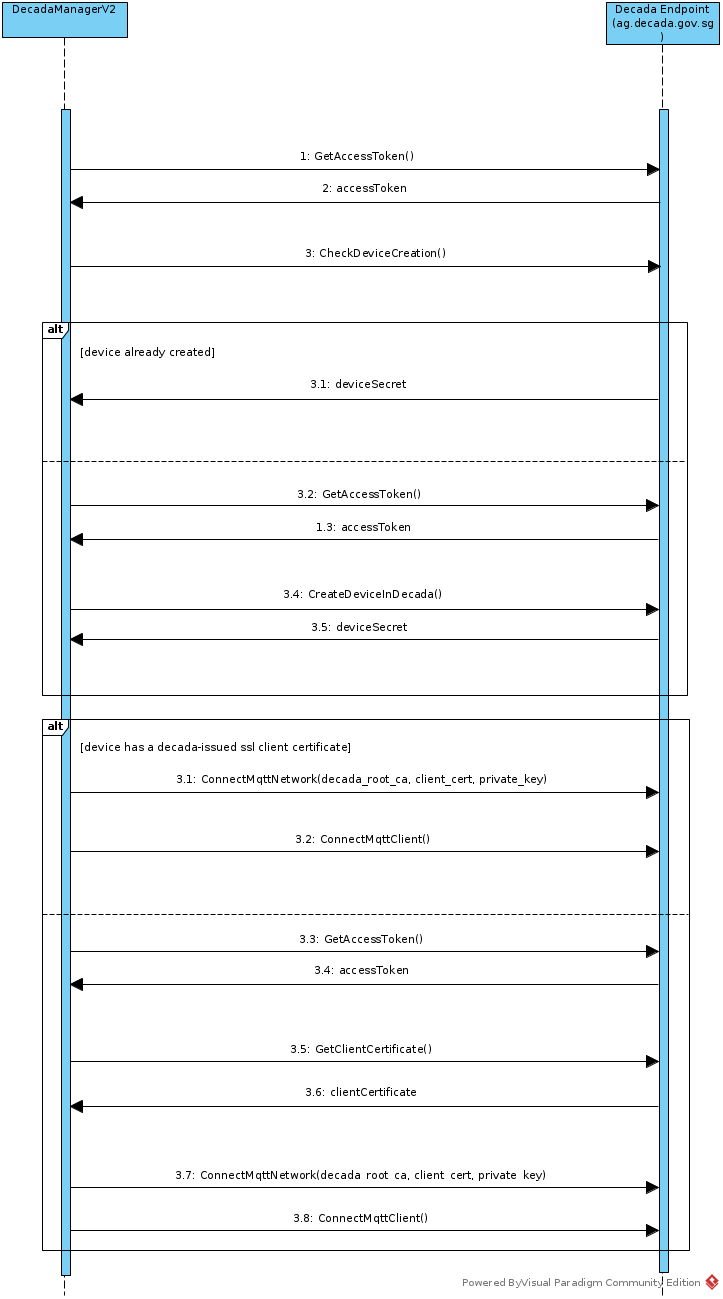 DecadaManagerV2
Decada Endpoint
(ag.decada.gov.sg
)
1: GetAccessToken()
2: accessToken
3: CheckDeviceCreation()
alt
[device already created]
3.1: deviceSecret
3.2: GetAccessToken()
1.3: accessToken
3.4: CreateDeviceInDecada()
3.5: deviceSecret
alt
[device has a decada-issued ssl client certificate]
3.1: ConnectMqttNetwork(decada_root_ca, client_cert, private_key)
3.2: ConnectMqttClient()
3.3: GetAccessToken()
3.4: accessToken
3.5: GetClientCertificate()
3.6: clientCertificate
3.7: ConnectMqttNetwork(decada_root_ca, client_cert, private_key)
3.8: ConnectMqttClient()
Powered ByVisual Paradigm Community Edition